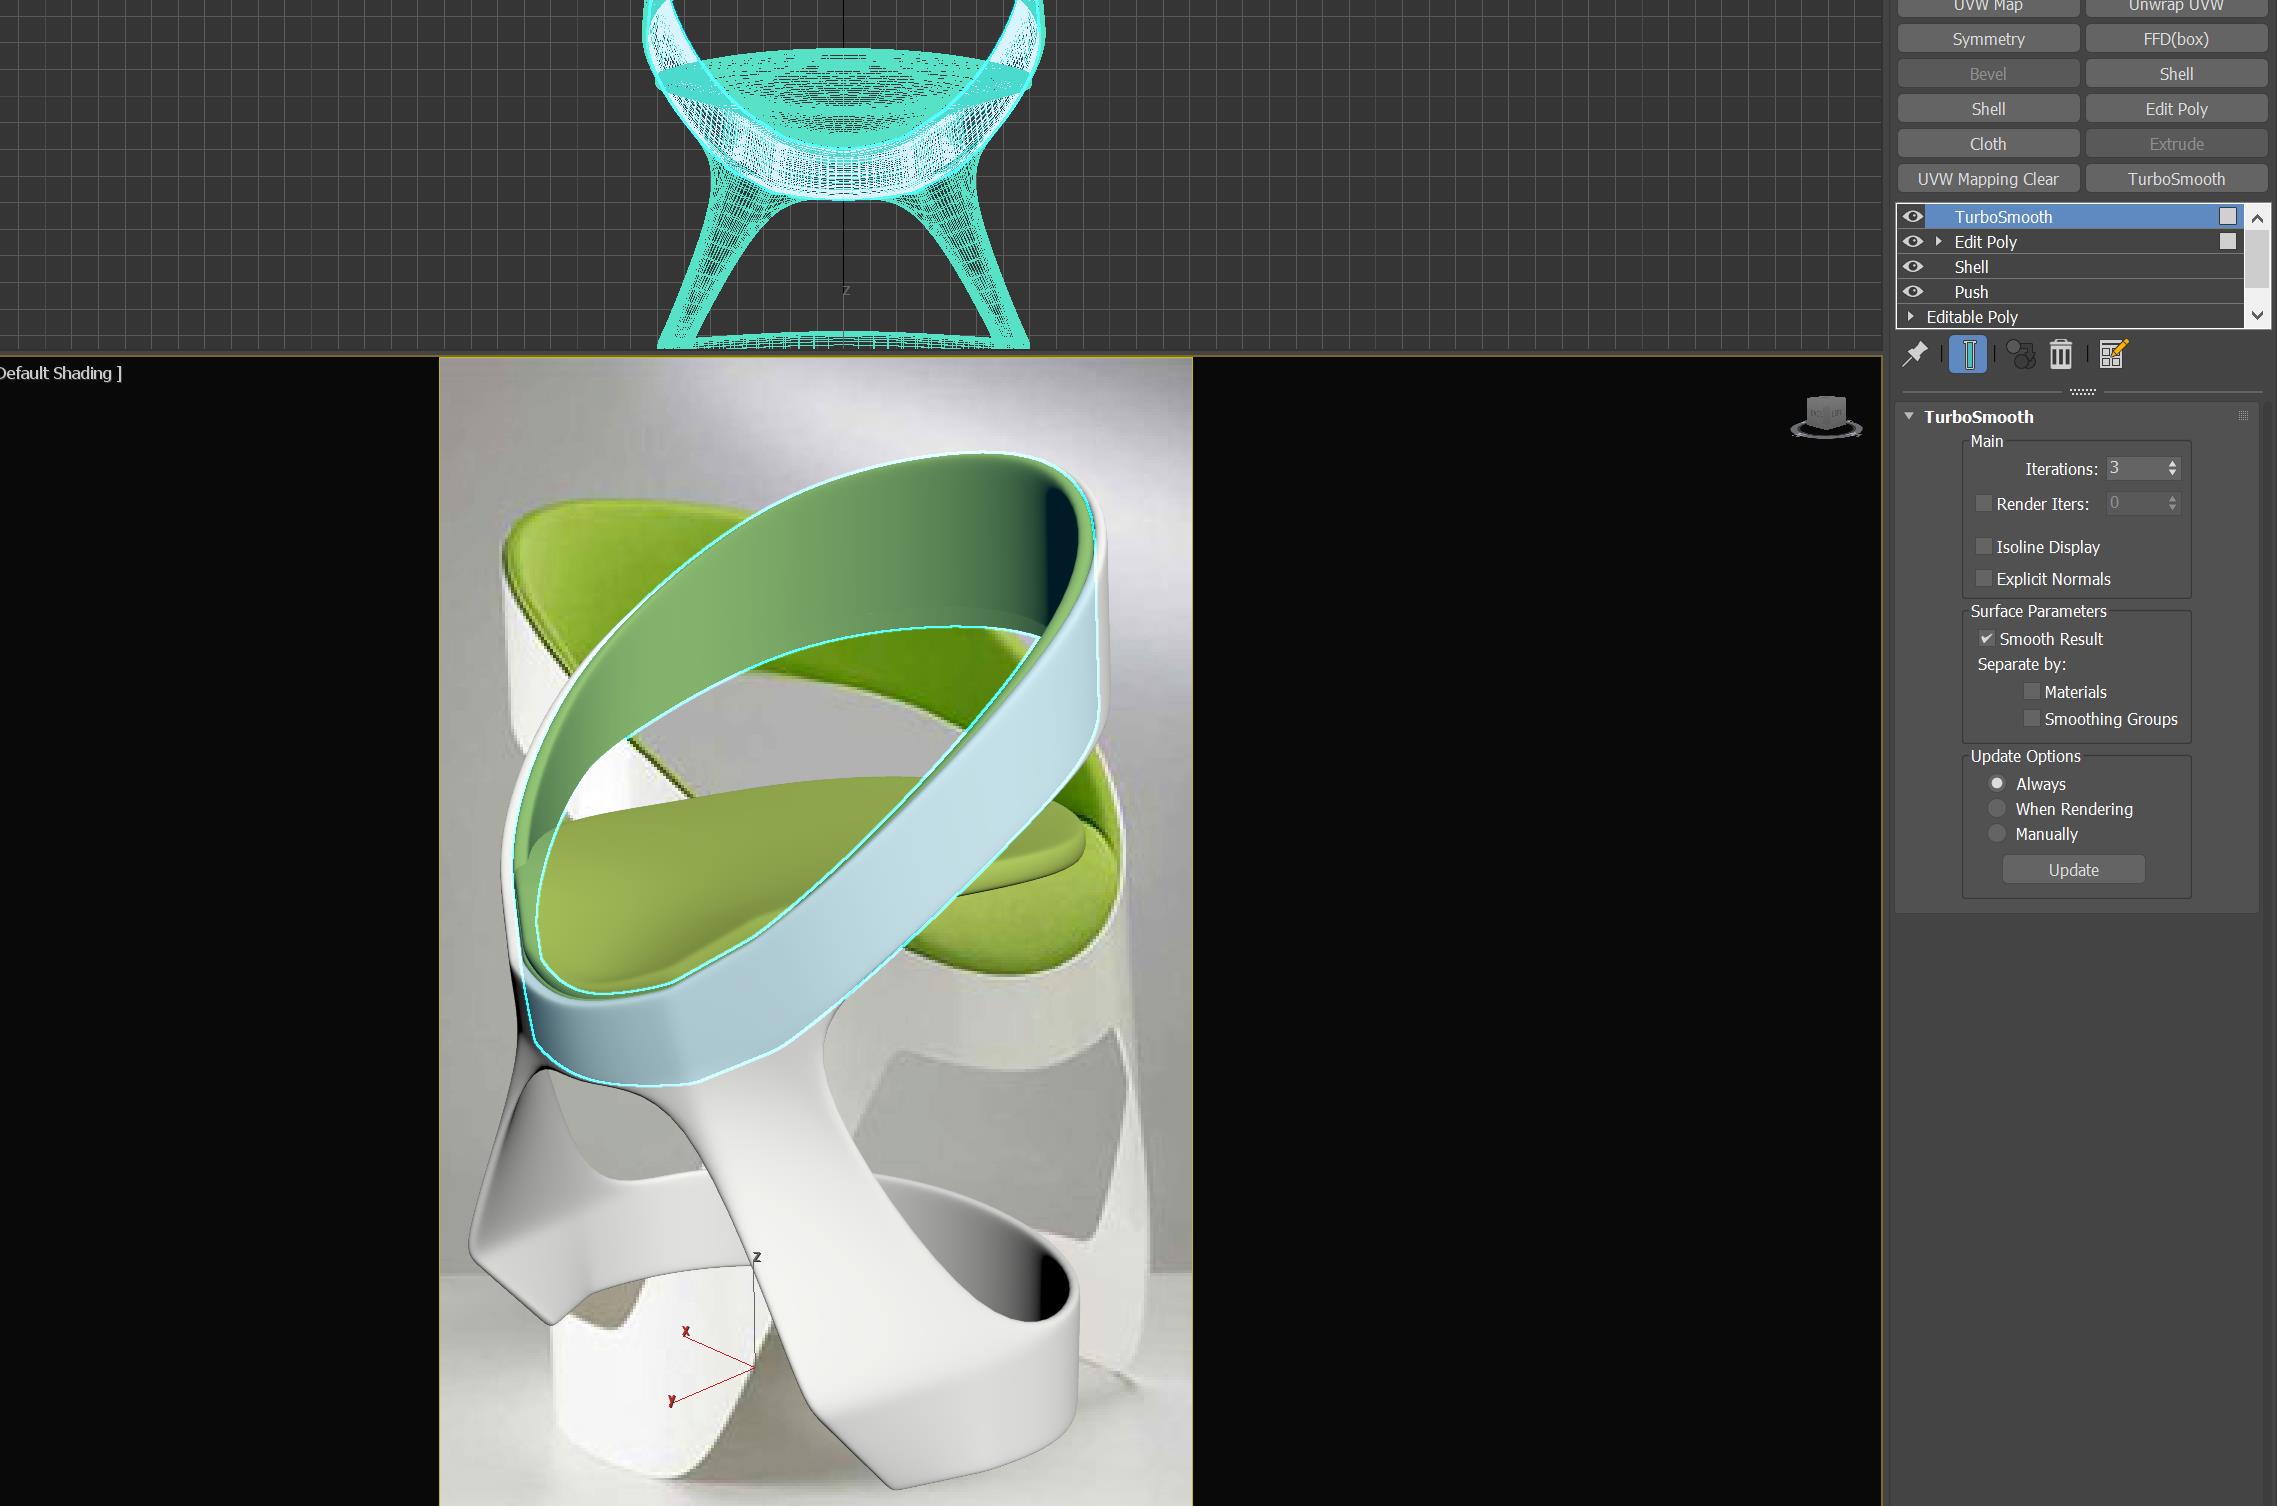 UVW Map Unwrap UVW
Symmetry FFD(box)
Bevel Shell
Shell Edit Poly
Cloth Extrude
UVW Mapping Clear TurboSmooth
TurboSmooth
Edit Poly
Shell
Push
Editable Poly
z
Default Shading ]
TurboSmooth
Main
Iterations: 3
Render Iters: 0
Isoline Display
Explicit Normals
Surface Parameters
Smooth Result
Separate by:
Materials
Smoothing Groups
Update Options
Always
When Rendering
Manually
Update
z
x
y